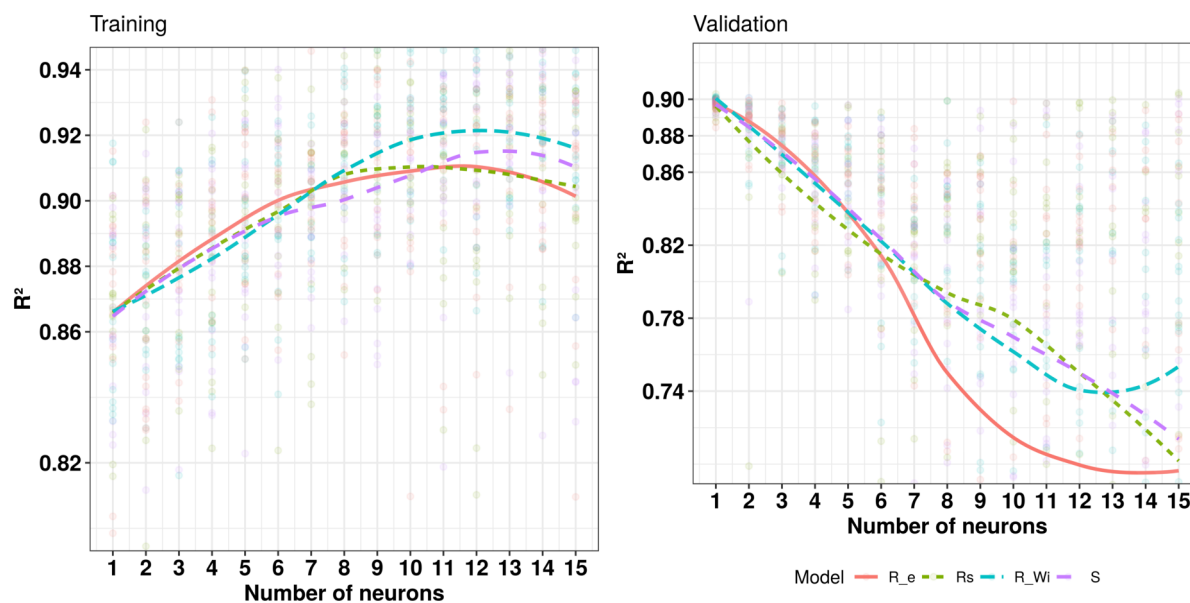 Training
0.94
0.92
0.90
0.88
0.86
0.82
R²
1 2 3 4 5 6 7 8 9 10 11 12 13 14 15
Number of neurons
Validation
0.90
0.88
0.86
0.82
0.78
0.74
R²
1 2 3 4 5 6 7 8 9 10 11 12 13 14 15
Number of neurons
Model R_e Rs R_Wi S